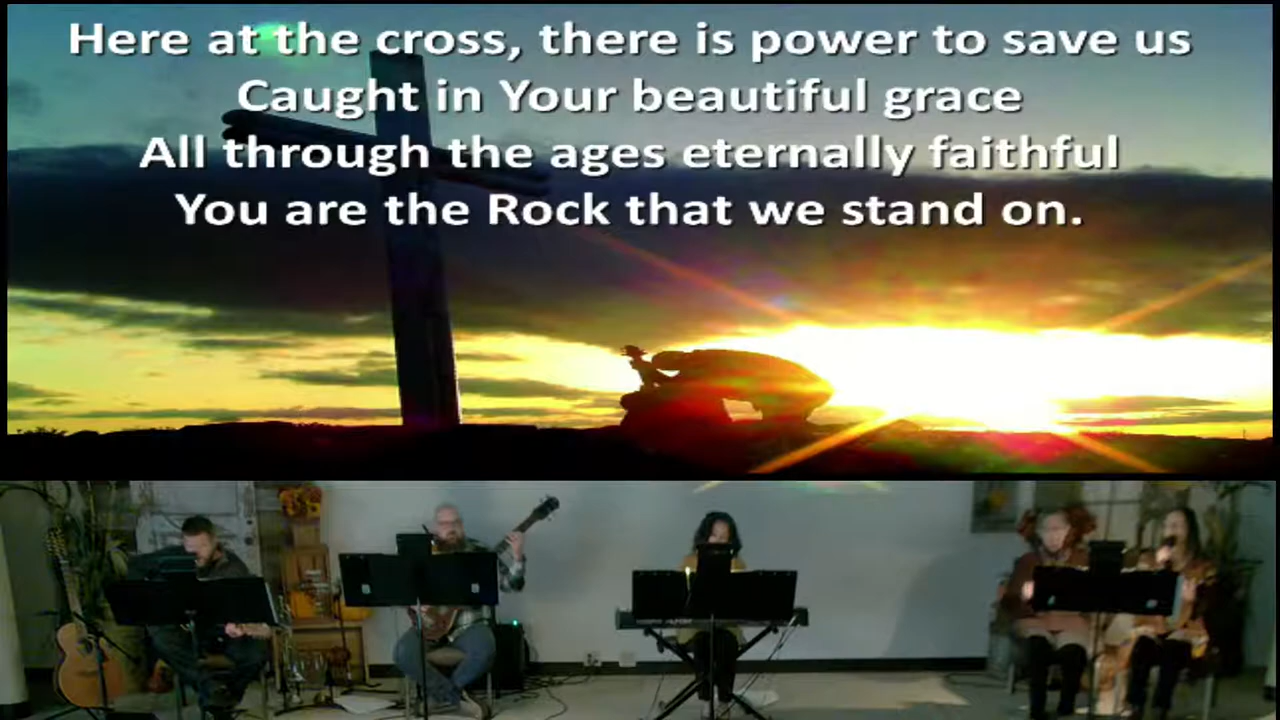 Here at the cross, there is power to save us
Caught in Your beautiful grace
All through the ages eternally faithful
You are the Rock that we stand on.